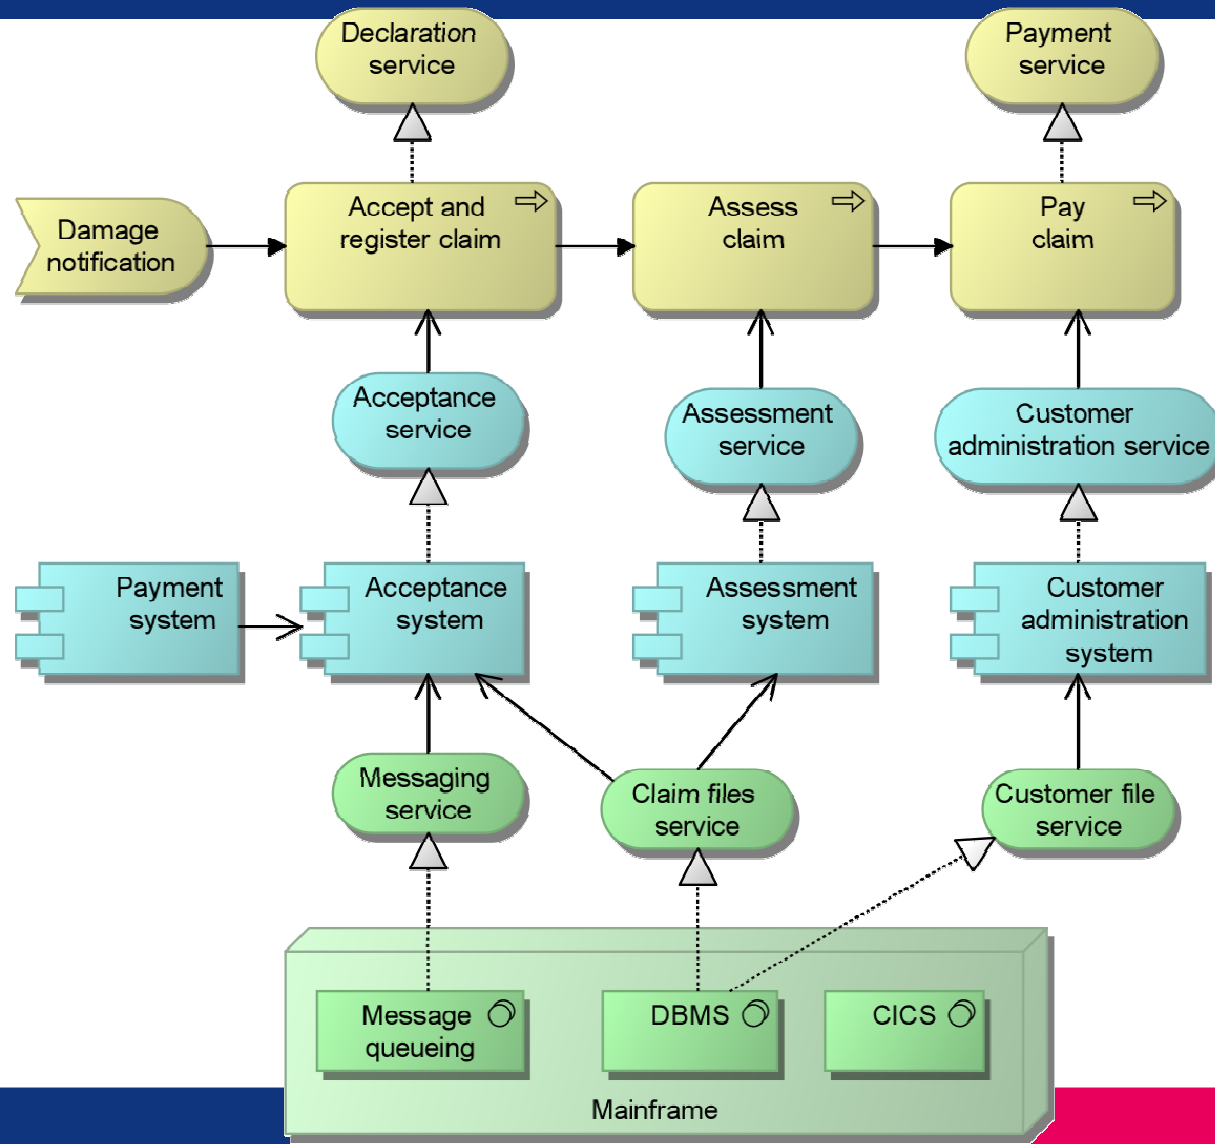 Declaration
service
Payment
service
Damage
notification
Accept and
register claim
Assess
claim
Pay
claim
Acceptance
service
Assessment
service
Customer
administration service
Payment
system
Acceptance
system
Assessment
system
Customer
administration
system
Messaging
service
Claim files
service
Customer file
service
Message
queueing
DBMS
CICS
Mainframe